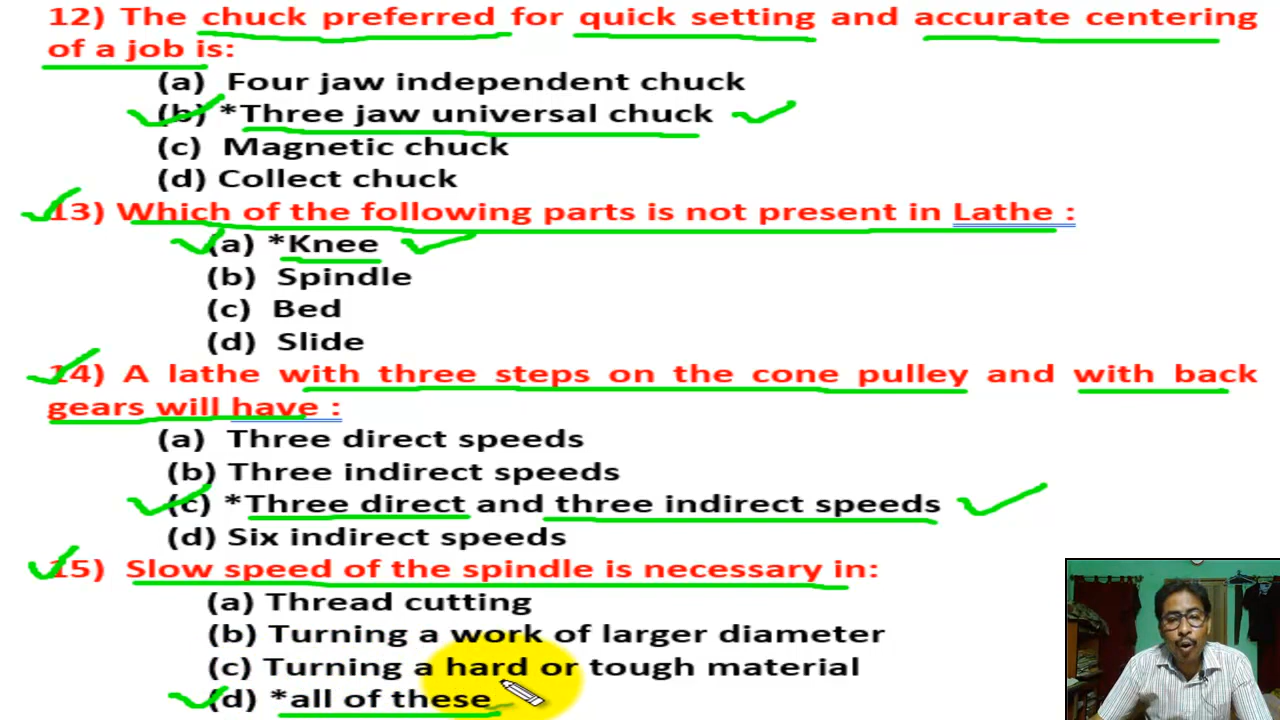 12) The chuck preferred for quick setting and accurate centering
of a job is:
(a) Four jaw independent chuck
(b) *Three jaw universal chuck
(c) Magnetic chuck
(d) Collect chuck
13) Which of the following parts is not present in Lathe :
(a) *Knee
(b) Spindle
(c) Bed
(d) Slide
14) A lathe with three steps on the cone pulley and with back
gears will have :
(a) Three direct speeds
(b) Three indirect speeds
(c) *Three direct and three indirect speeds
(d) Six indirect speeds
15) Slow speed of the spindle is necessary in:
(a) Thread cutting
(b) Turning a work of larger diameter
(c) Turning a hard or tough material
(d) *all of these